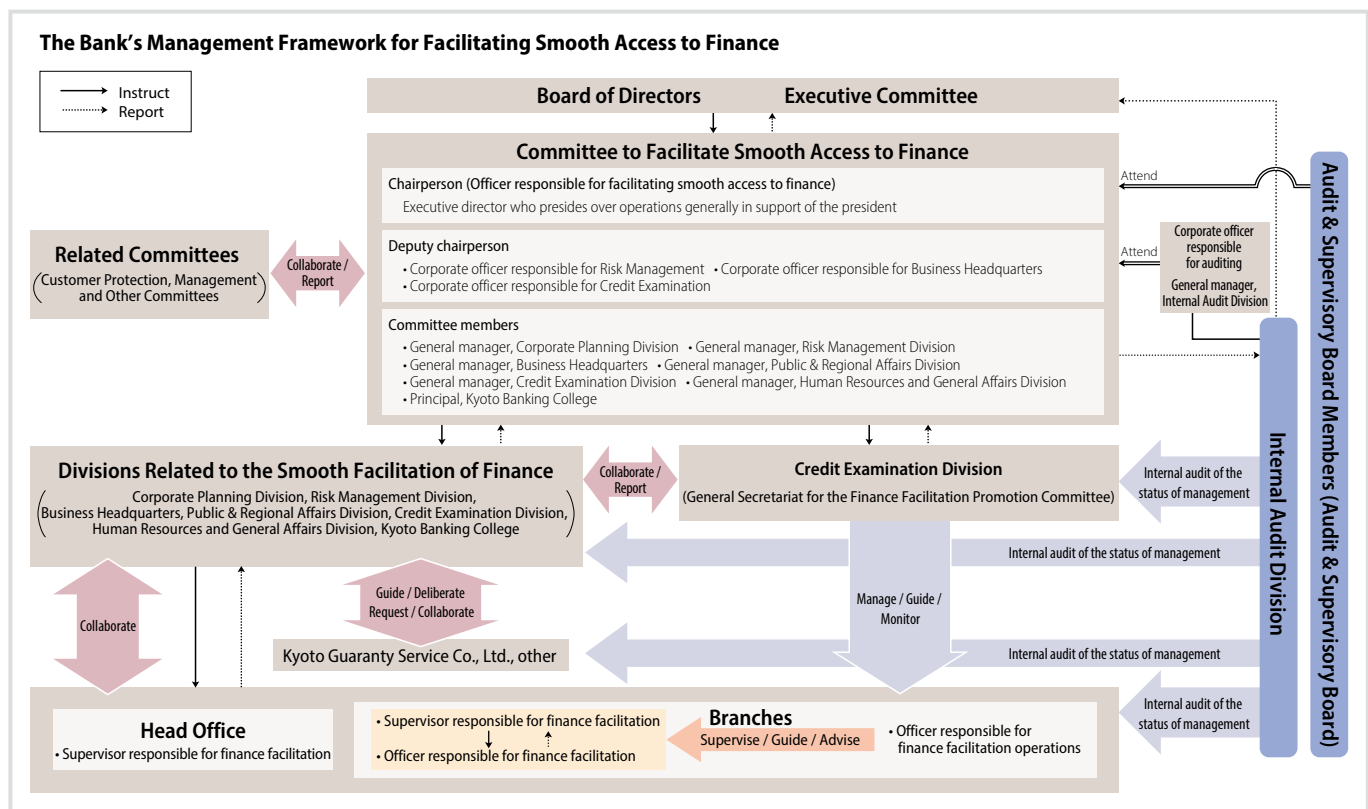 The Bank's Management Framework for Facilitating Smooth Access to Finance
Instruct
Report
Board of Directors Executive Committee
Committee to Facilitate Smooth Access to Finance
Chairperson (Officer responsible for facilitating smooth access to finance)
Executive director who presides over operations generally in support of the president
Attend
Deputy chairperson
• Corporate officer responsible for Risk Management • Corporate officer responsible for Business Headquarters
• Corporate officer responsible for Credit Examination
Attend
Corporate officer
responsible
for auditing
General manager,
Internal Audit Division
Related Committees
(Customer Protection, Management
and Other Committees)
Collaborate /
Report
Committee members
• General manager, Corporate Planning Division • General manager, Risk Management Division
• General manager, Business Headquarters • General manager, Public & Regional Affairs Division
• General manager, Credit Examination Division • General manager, Human Resources and General Affairs Division
• Principal, Kyoto Banking College
Audit & Supervisory Board Members (Audit & Supervisory Board)
Internal Audit Division
Divisions Related to the Smooth Facilitation of Finance
(Corporate Planning Division, Risk Management Division,
Business Headquarters, Public & Regional Affairs Division, Credit Examination Division,
Human Resources and General Affairs Division, Kyoto Banking College)
Collaborate /
Report
Credit Examination Division
(General Secretariat for the Finance Facilitation Promotion Committee)
Internal audit of the
status of management
Internal audit of the status of management
Collaborate
Guide / Deliberate
Request / Collaborate
Manage / Guide /
Monitor
Kyoto Guaranty Service Co., Ltd., other
Internal audit of the status of management
Internal audit of the
status of management
Head Office
• Supervisor responsible for finance facilitation
Branches
• Supervisor responsible for finance facilitation
• Officer responsible for finance facilitation
Supervise / Guide / Advise
• Officer responsible for
finance facilitation operations